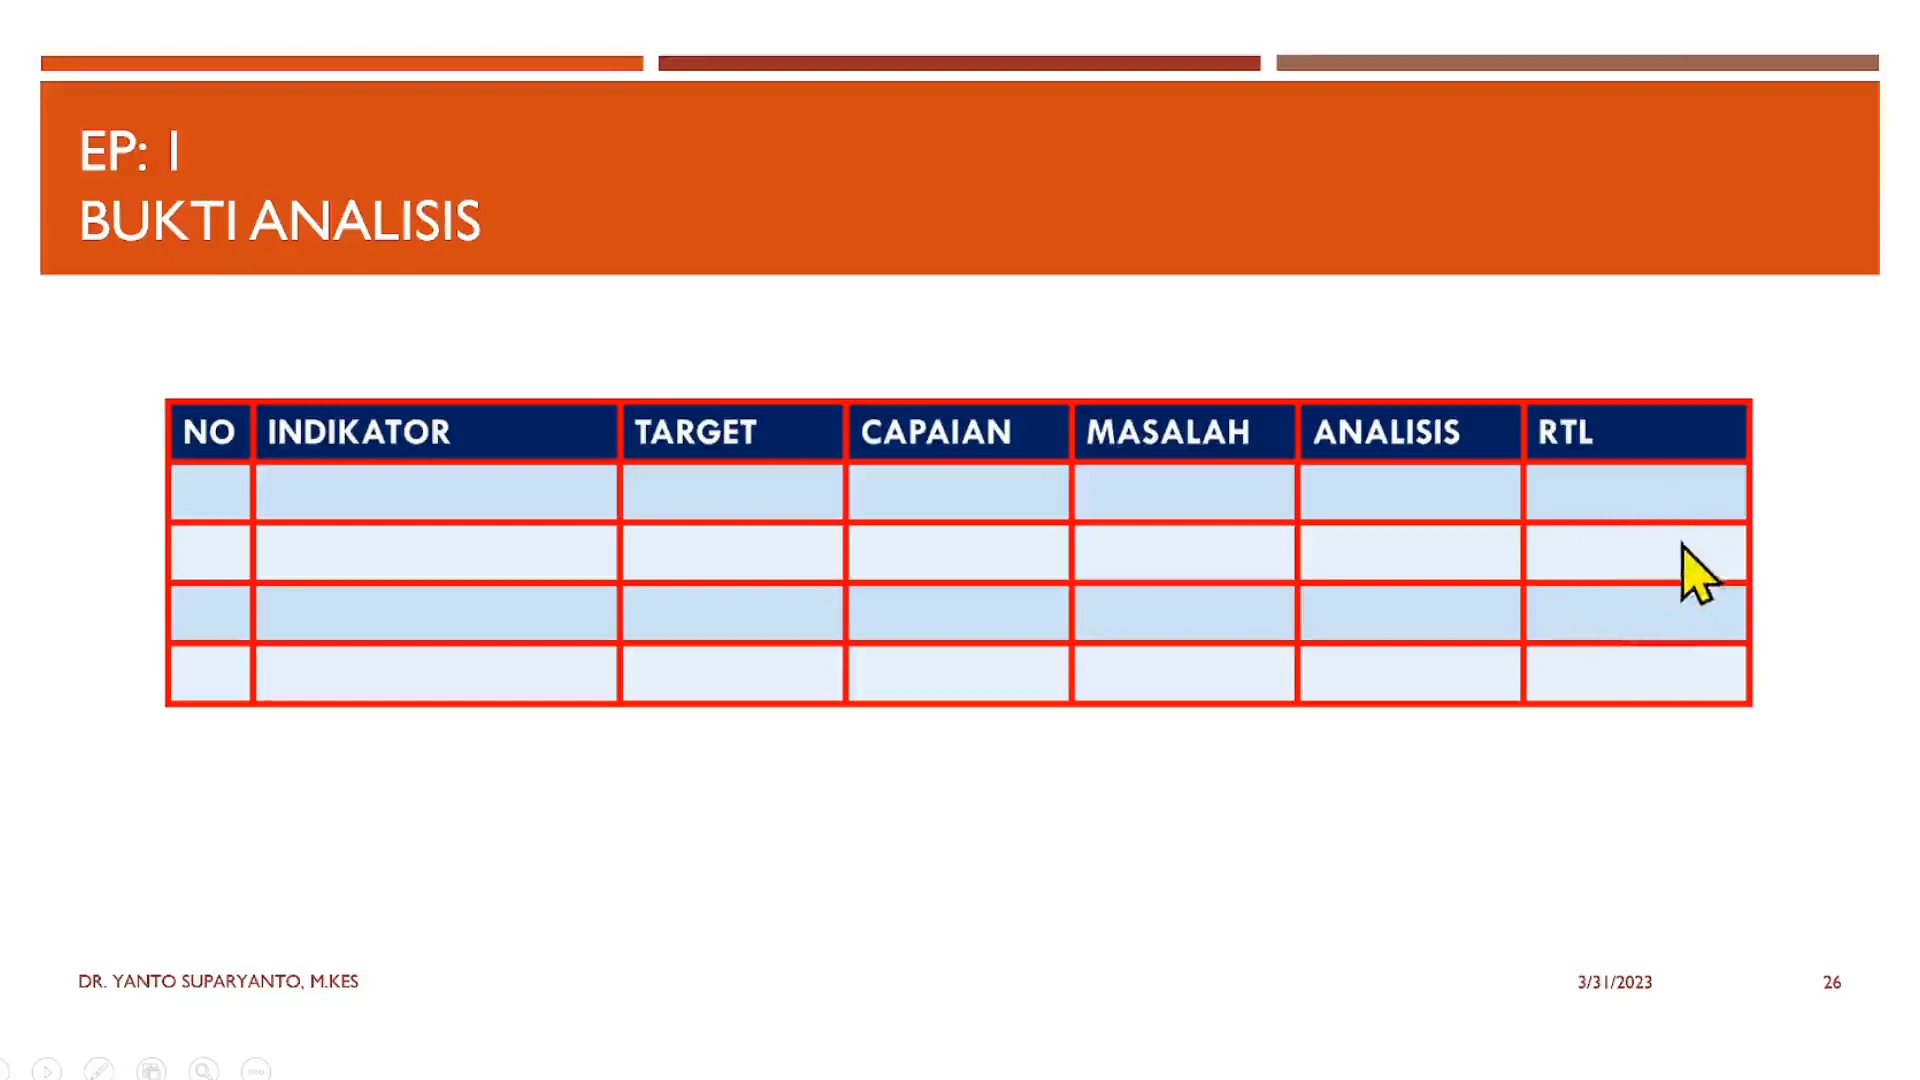 EP: 1
BUKTI ANALISIS
NO INDIKATOR TARGET CAPAIAN MASALAH ANALISIS RTL
DR. YANTO SUPARYANTO, M.KES 3/31/2023 26